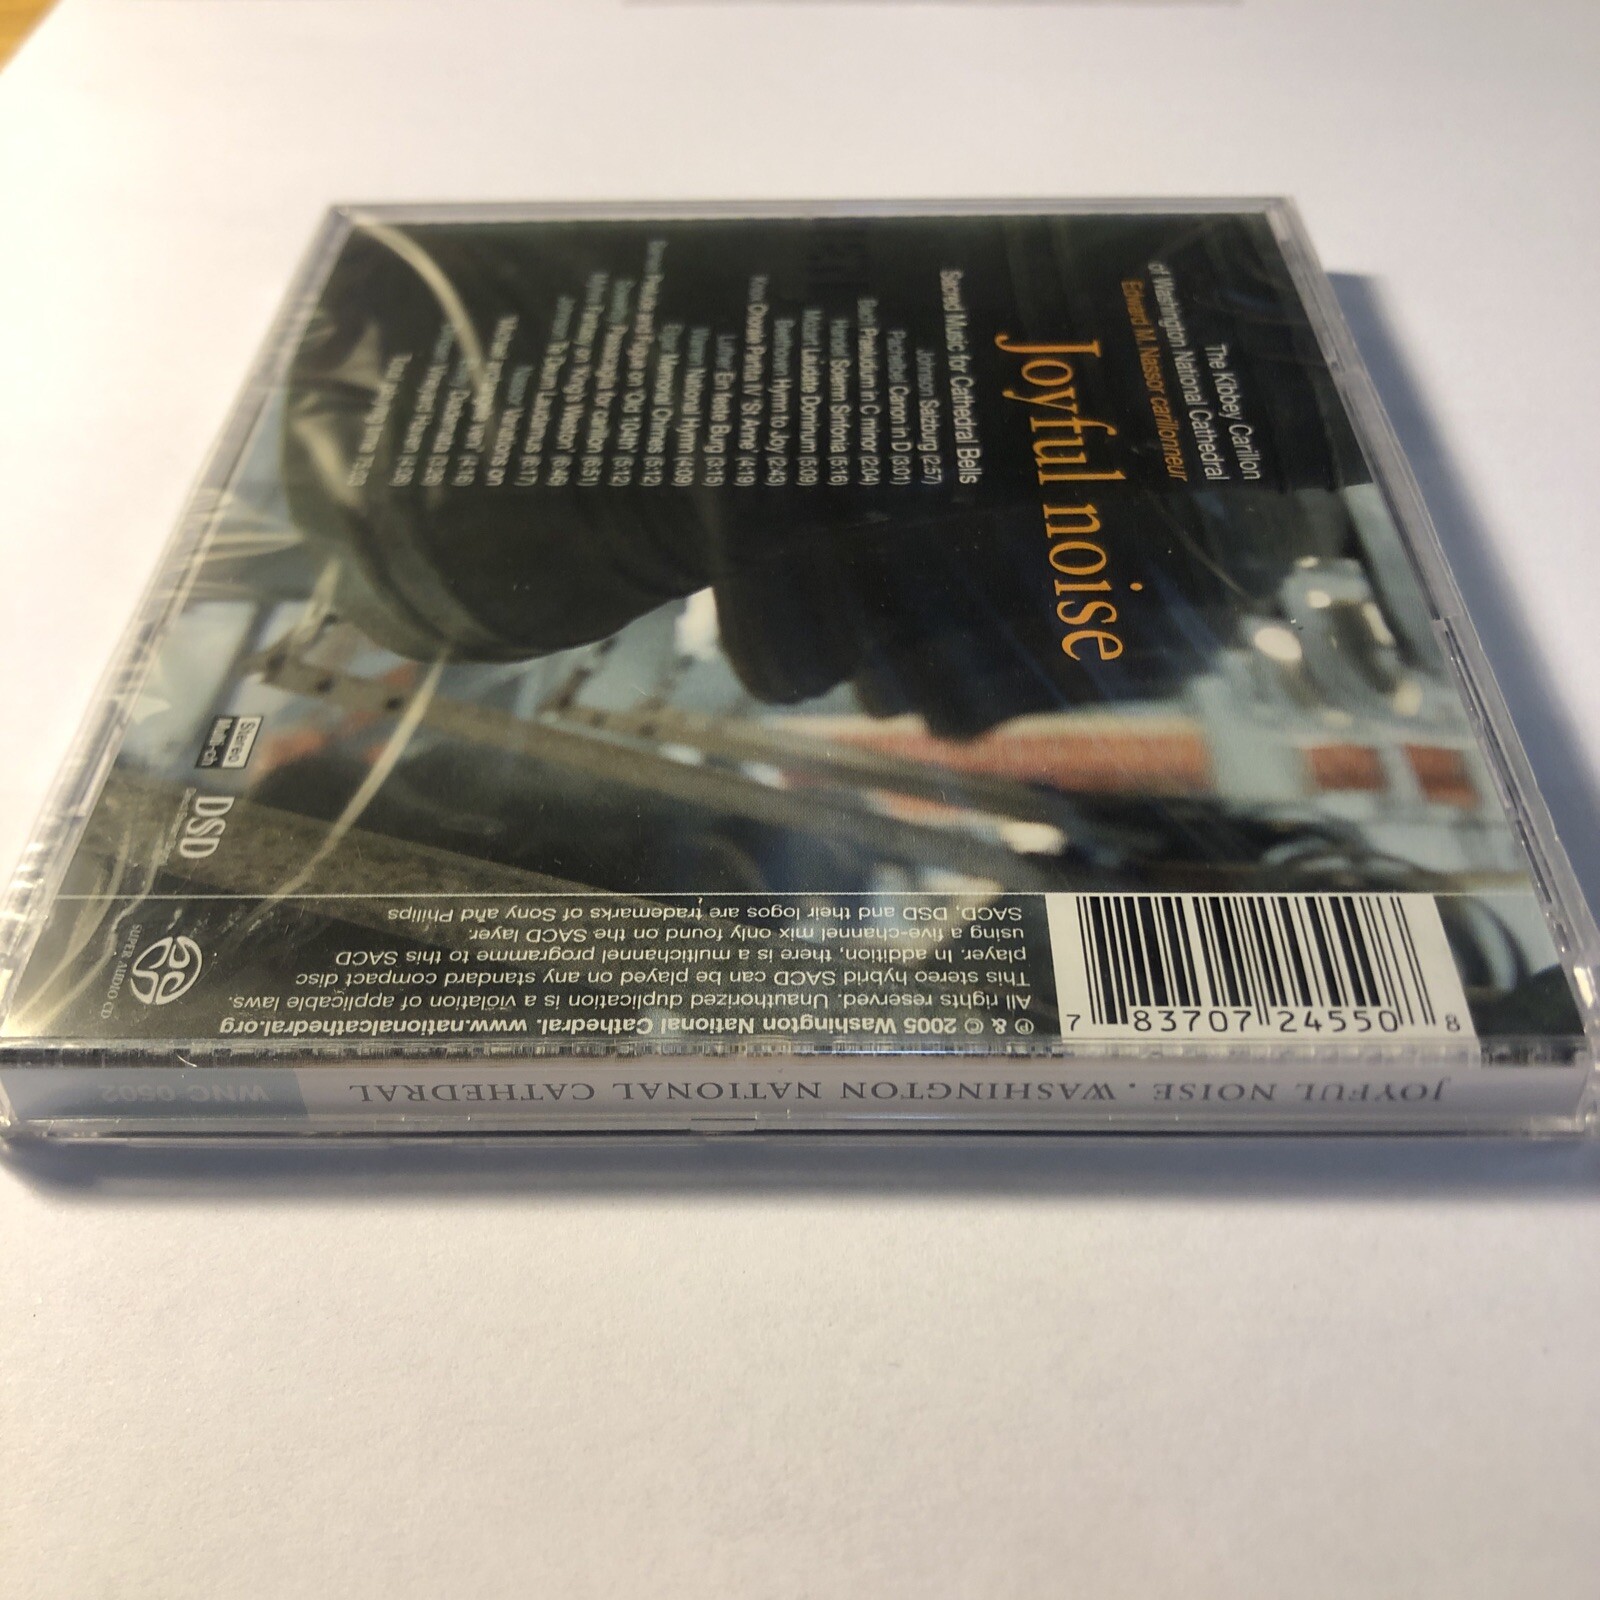 The Kibbey Carillon
of Washington National Cathedral
Edward M. Nassor carillonneur
Joyful noise
Sacred Music for Cathedral Bells
Johnson Salzburg (2:57)
Pachelbel Canon in D (3:01)
Bach Praeludium in C minor (2:04)
Handel Solemn Sinfonia (5:16)
Mozart Laudate Dominum (5:09)
Beethoven Hymn to Joy (2:43)
Knox Chorale Partita V 'St. Anne' (4:19)
Luther Ein feste Burg (3:15)
Warren National Hymn (4:09)
Elgar Memorial Chimes (5:12)
Prelude and Fugue on 'Old 104th' (5:12)
Passacaglia for carillon (5:51)
Fantasy on 'King's Weston' (6:46)
Te Deum Laudamus (6:17)
Nassor Variations on
(4:16)
(3:28)
Haven (4:08)
Total playing time
Stereo
Multi-ch
DSD
SUPER AUDIO CD
℗ & © 2005 Washington National Cathedral. www.nationalcathedral.org
All rights reserved. Unauthorized duplication is a violation of applicable laws.
This stereo hybrid SACD can be played on any standard compact disc
player. In addition, there is a multichannel programme to this SACD
using a five-channel mix only found on the SACD layer.
SACD, DSD and their logos are trademarks of Sony and Philips
7 83707 24550 8
JOYFUL NOISE . WASHINGTON NATIONAL CATHEDRAL
WNC 0502